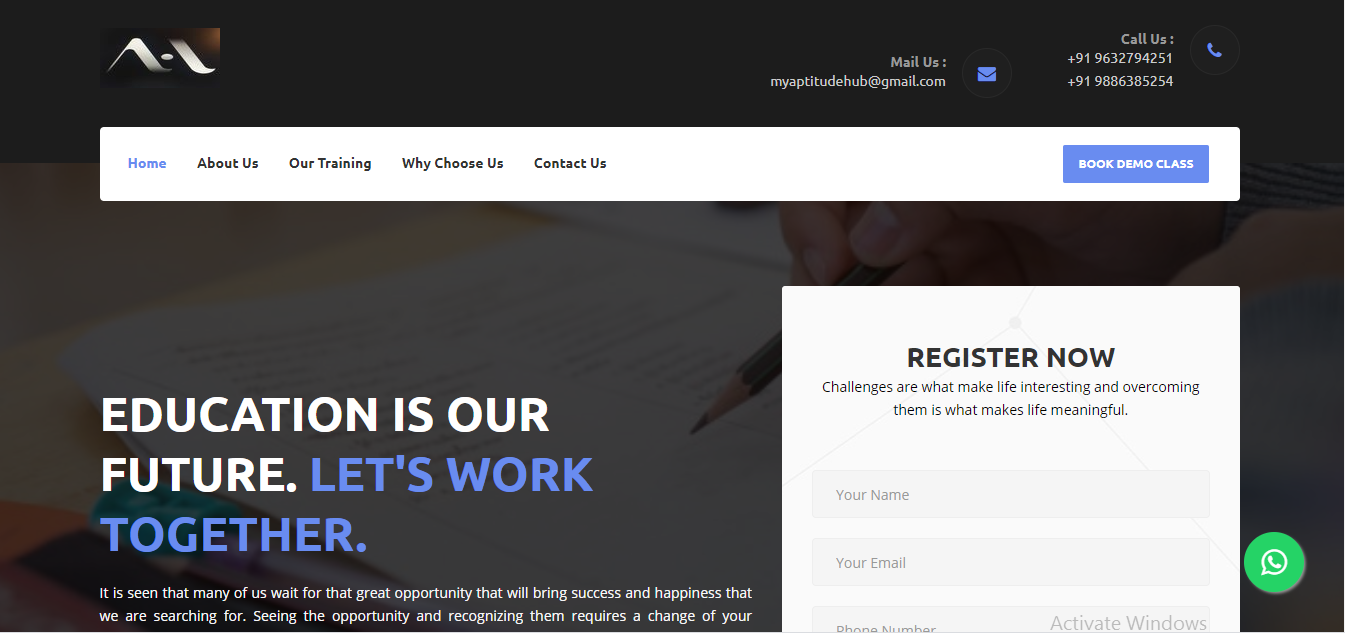 Mail Us :
myaptitudehub@gmail.com
Call Us :
+91 9632794251
+91 9886385254
Home
About Us
Our Training
Why Choose Us
Contact Us
BOOK DEMO CLASS
EDUCATION IS OUR
FUTURE. LET'S WORK
TOGETHER.
It is seen that many of us wait for that great opportunity that will bring success and happiness that
we are searching for. Seeing the opportunity and recognizing them requires a change of your
REGISTER NOW
Challenges are what make life interesting and overcoming
them is what makes life meaningful.
Your Name
Your Email
Phone Number
Activate Windows